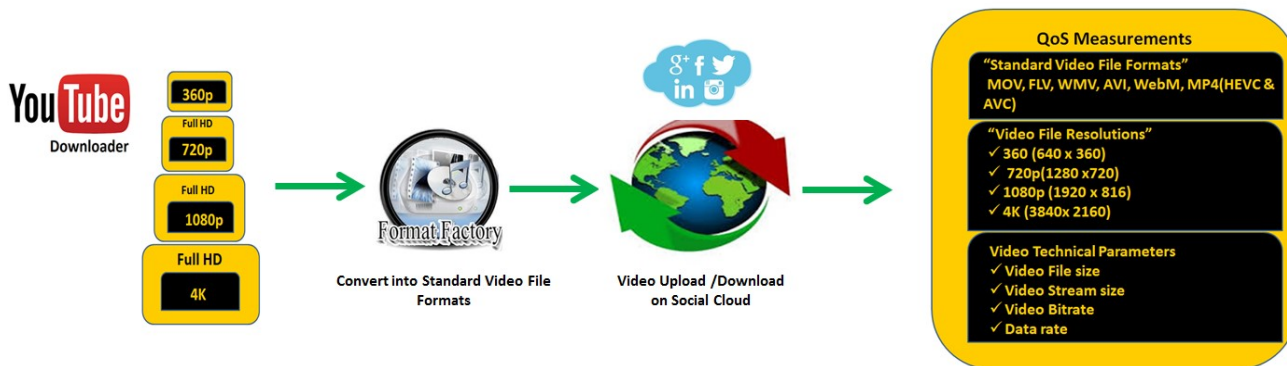 YouTube
Downloader
360p
Full HD
720p
Full HD
1080p
Full HD
4K
Format Factory
Convert into Standard Video File
Formats
g+ f
in
Video Upload /Download
on Social Cloud
QoS Measurements
“Standard Video File Formats”
MOV, FLV, WMV, AVI, WebM, MP4(HEVC &
AVC)
“Video File Resolutions”
✓ 360 (640 x 360)
✓ 720p(1280 x720)
✓ 1080p (1920 x 816)
✓ 4K (3840x 2160)
Video Technical Parameters
✓ Video File size
✓ Video Stream size
✓ Video Bitrate
✓ Data rate